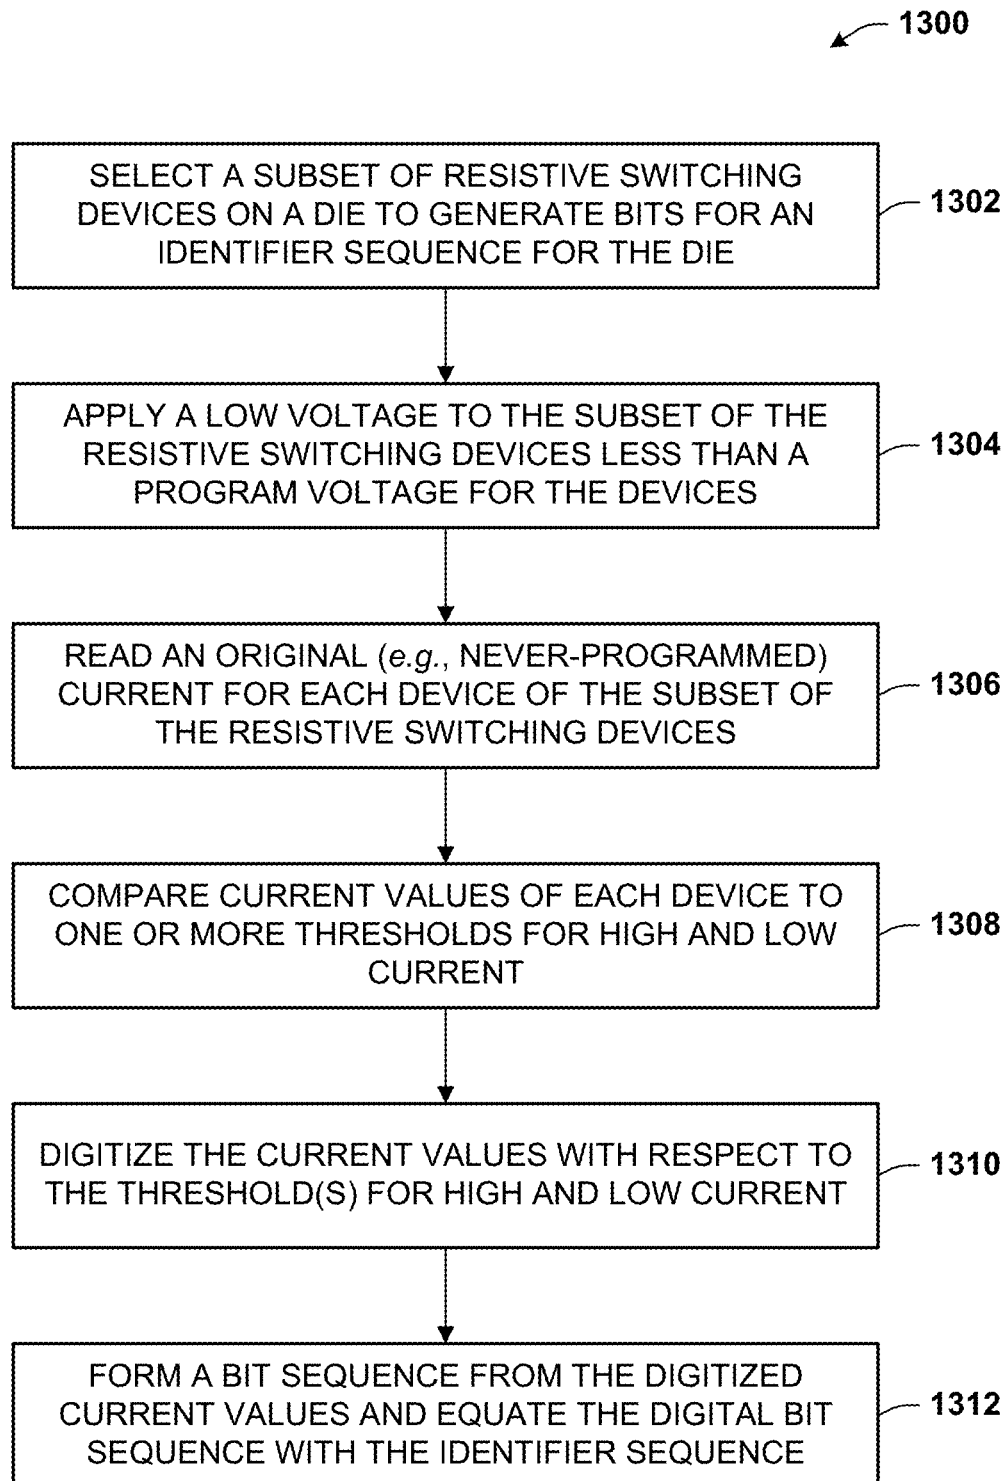 1300
SELECT A SUBSET OF RESISTIVE SWITCHING
DEVICES ON A DIE TO GENERATE BITS FOR AN
IDENTIFIER SEQUENCE FOR THE DIE
1302
APPLY A LOW VOLTAGE TO THE SUBSET OF THE
RESISTIVE SWITCHING DEVICES LESS THAN A
PROGRAM VOLTAGE FOR THE DEVICES
1304
READ AN ORIGINAL (e.g., NEVER-PROGRAMMED)
CURRENT FOR EACH DEVICE OF THE SUBSET OF
THE RESISTIVE SWITCHING DEVICES
1306
COMPARE CURRENT VALUES OF EACH DEVICE TO
ONE OR MORE THRESHOLDS FOR HIGH AND LOW
CURRENT
1308
DIGITIZE THE CURRENT VALUES WITH RESPECT TO
THE THRESHOLD(S) FOR HIGH AND LOW CURRENT
1310
FORM A BIT SEQUENCE FROM THE DIGITIZED
CURRENT VALUES AND EQUATE THE DIGITAL BIT
SEQUENCE WITH THE IDENTIFIER SEQUENCE
1312